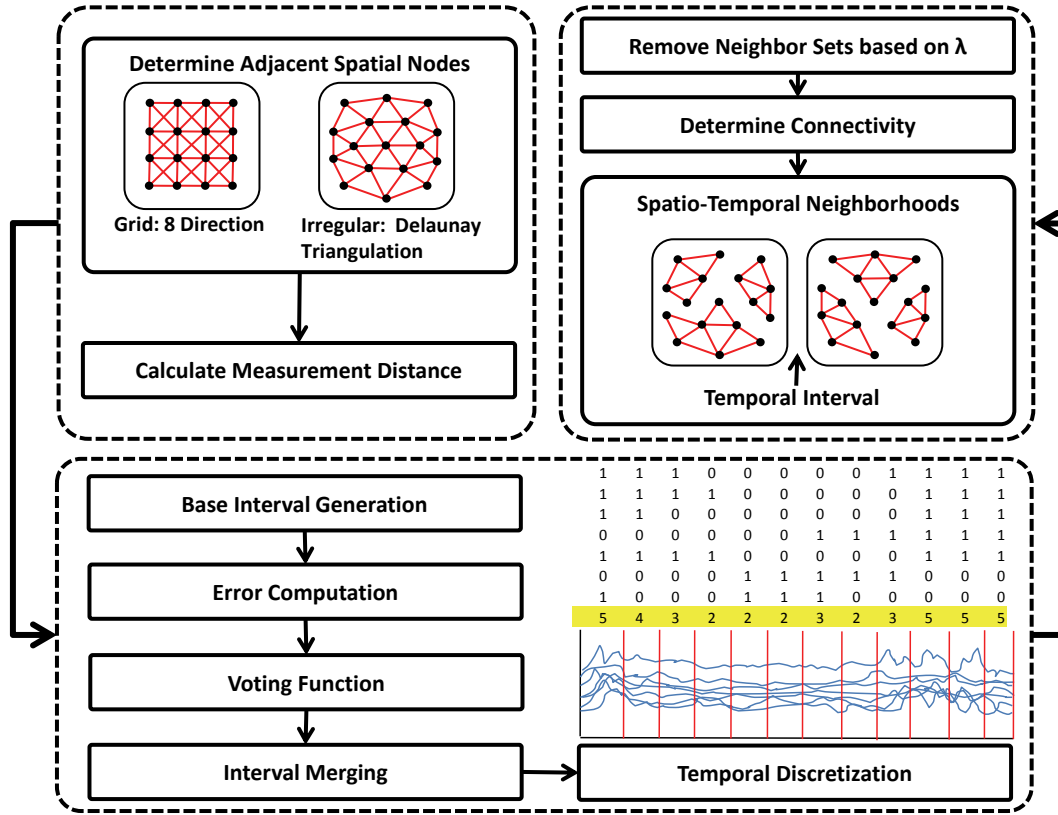 Determine Adjacent Spatial Nodes
Grid: 8 Direction
Irregular: Delaunay
Triangulation
Calculate Measurement Distance
Remove Neighbor Sets based on λ
Determine Connectivity
Spatio-Temporal Neighborhoods
Temporal Interval
Base Interval Generation
Error Computation
Voting Function
Interval Merging
1 1 1 0 0 0 0 0 1 1 1 1
1 1 1 1 0 0 0 0 0 1 1 1
1 1 0 0 0 0 0 0 0 1 1 1
0 0 0 0 0 0 1 1 1 1 1 1
1 1 1 1 0 0 0 0 0 1 1 1
0 0 0 0 1 1 1 1 1 0 0 0
1 0 0 0 1 1 1 0 0 0 0 0
5 4 3 2 2 2 3 2 3 5 5 5
Temporal Discretization